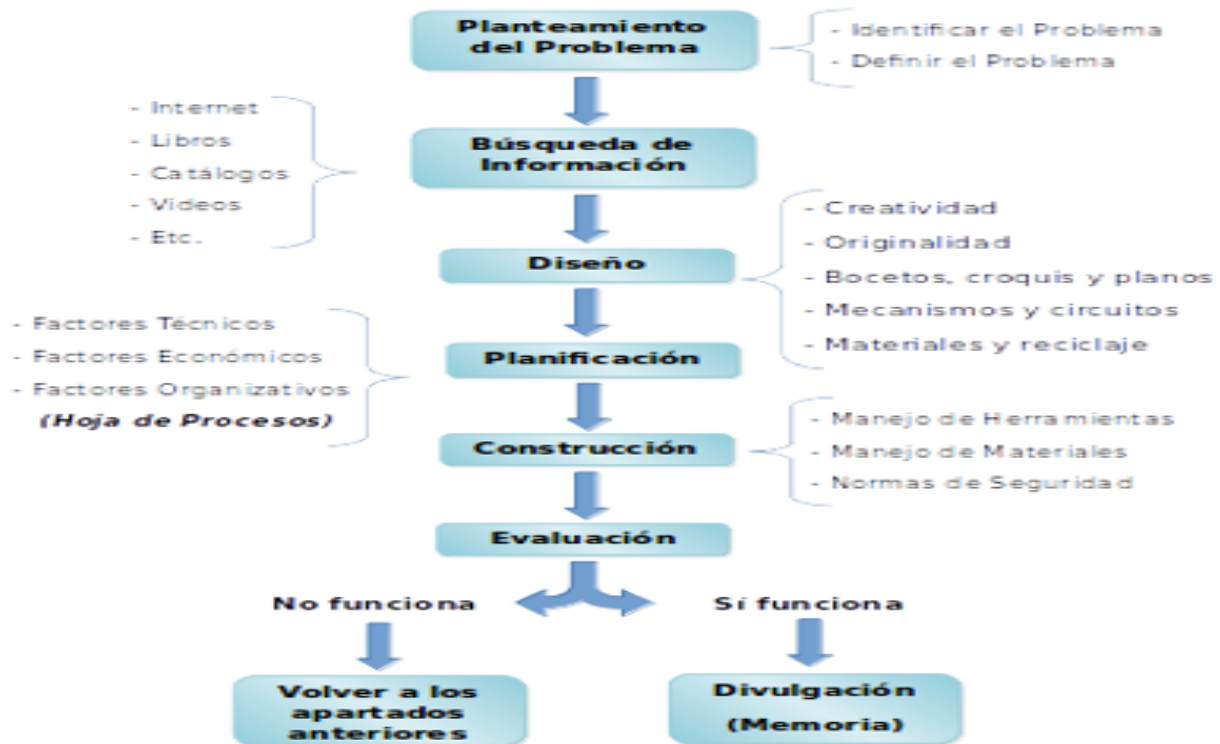 Planteamiento
del Problema
- Identificar el Problema
- Definir el Problema
- Internet
- Libros
- Catálogos
- Videos
- Etc.
Búsqueda de
Información
Diseño
- Creatividad
- Originalidad
- Bocetos, croquis y planos
- Mecanismos y circuitos
- Materiales y reciclaje
- Factores Técnicos
- Factores Económicos
- Factores Organizativos
(Hoja de Procesos)
Planificación
Construcción
- Manejo de Herramientas
- Manejo de Materiales
- Normas de Seguridad
Evaluación
No funciona
Sí funciona
Volver a los
apartados
anteriores
Divulgación
(Memoria)